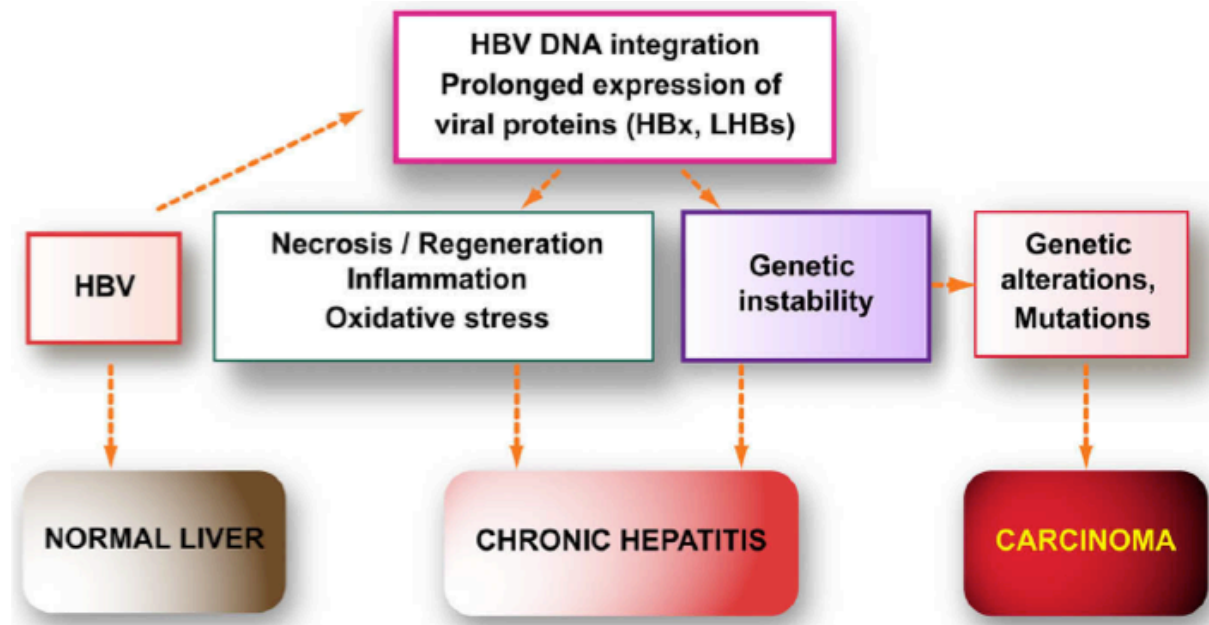 HBV DNA integration
Prolonged expression of
viral proteins (HBx, LHBs)
HBV
Necrosis / Regeneration
Inflammation
Oxidative stress
Genetic
instability
Genetic
alterations,
Mutations
NORMAL LIVER
CHRONIC HEPATITIS
CARCINOMA